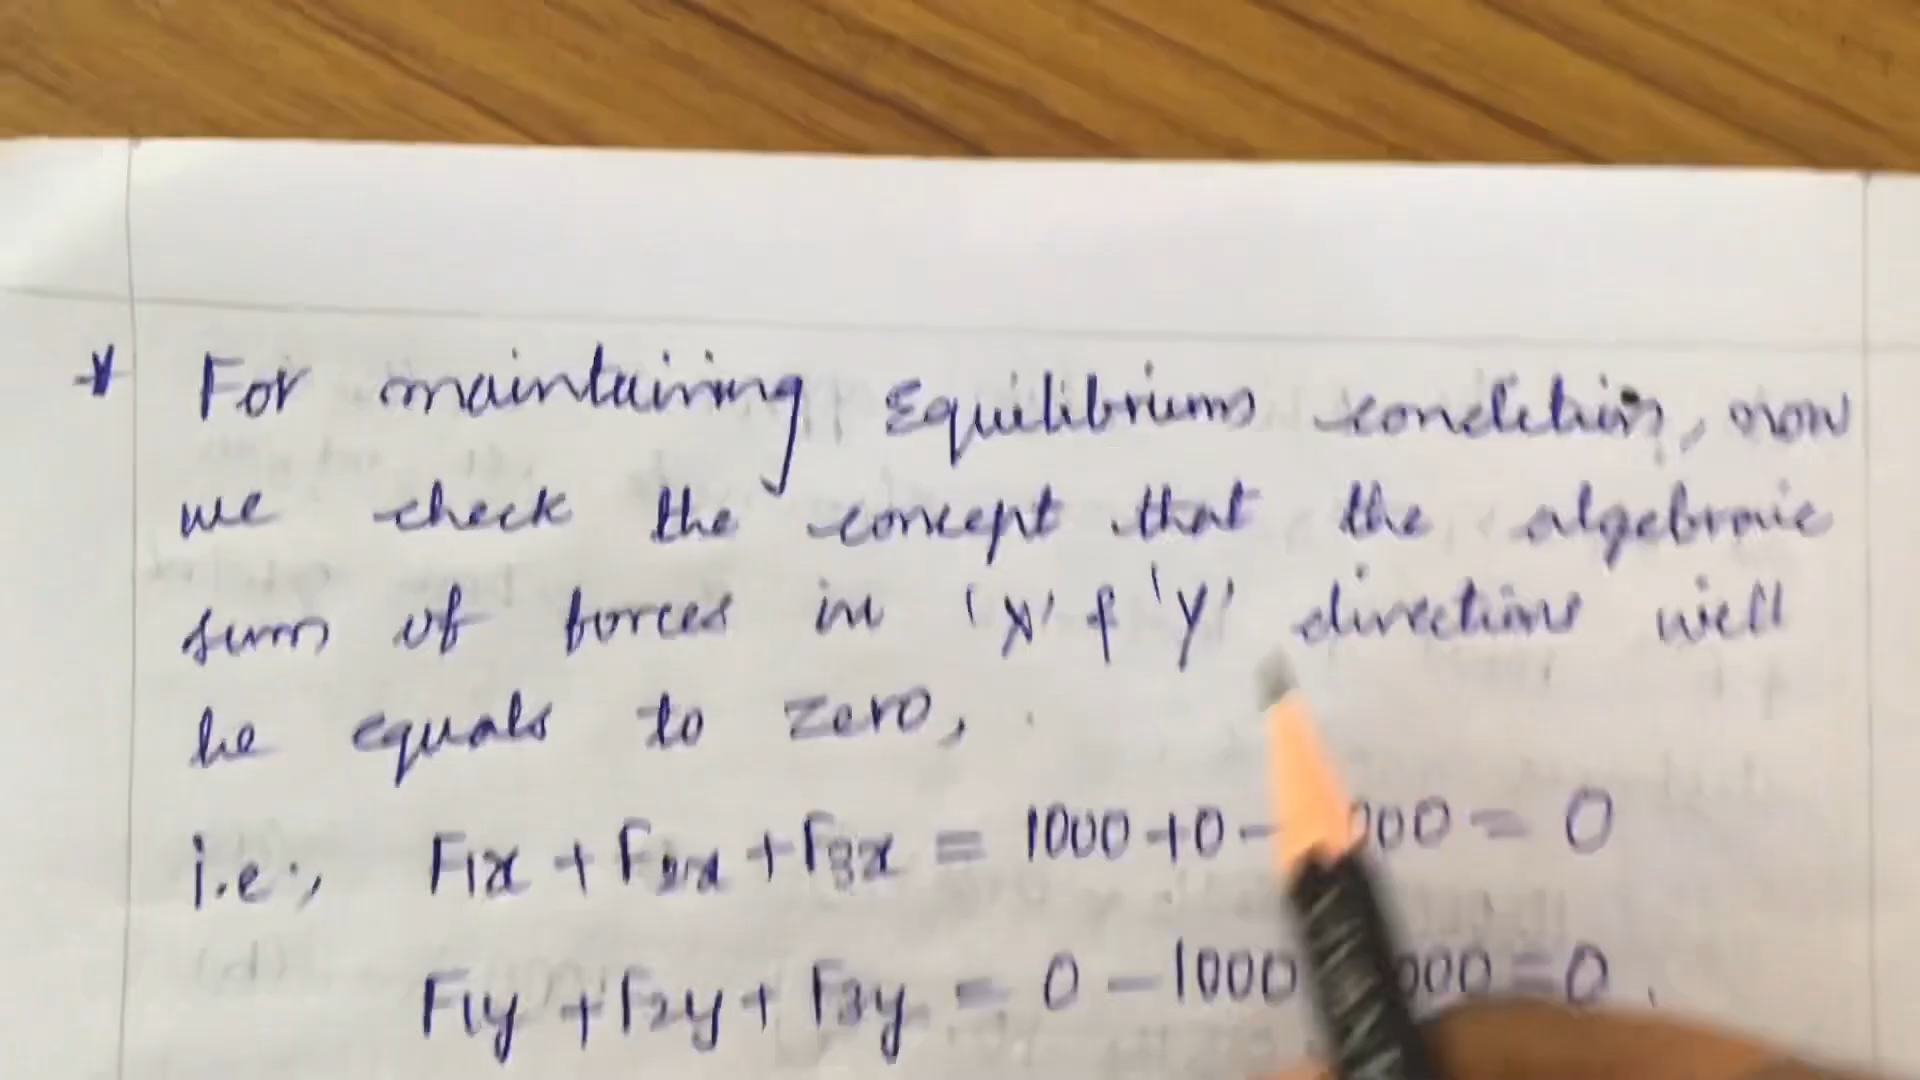 * For maintaining Equilibrium condition, now
we check the concept that the algebraic
sum of forces in 'X' & 'Y' directions will
be equals to zero,
i.e., F1x + F2x + F3x = 1000 + 0 - 000 = 0
F1y + F2y + F3y = 0 - 1000 000 = 0.